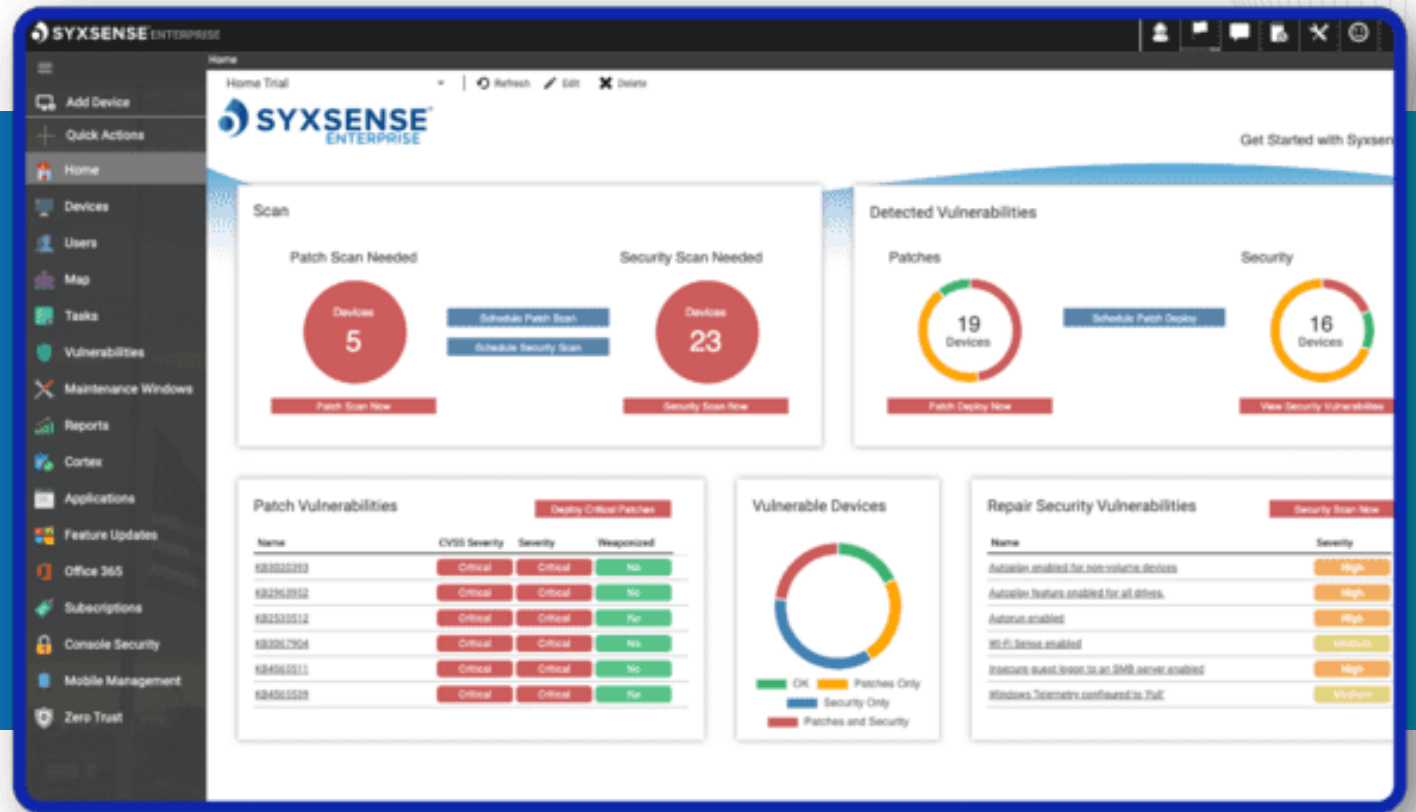 SYXSENSE ENTERPRISE
Home
Add Device
Quick Actions
Home
Devices
Users
Map
Tasks
Vulnerabilities
Maintenance Windows
Reports
Cortex
Applications
Feature Updates
Office 365
Subscriptions
Console Security
Mobile Management
Zero Trust
Home Trial
Refresh
Edit
Delete
SYXSENSE
ENTERPRISE
Get Started with Syxsen
Scan
Patch Scan Needed
Security Scan Needed
Devices
5
Schedule Patch Scan
Schedule Security Scan
Devices
23
Patch Scan Now
Security Scan Now
Detected Vulnerabilities
Patches
Security
19
Devices
Schedule Patch Deploy
16
Devices
Patch Deploy Now
View Security Vulnerabilities
Patch Vulnerabilities
Deploy Critical Patches
Name CVSS Severity Severity Weaponized
KB3020393 Critical Critical No
KB2963952 Critical Critical No
KB2535512 Critical Critical No
KB3067904 Critical Critical No
KB4565511 Critical Critical No
Critical Critical No
Vulnerable Devices
OK
Patches Only
Security Only
Patches and Security
Repair Security Vulnerabilities
Security Scan Now
Name Severity
Autoplay enabled for non-volume devices High
Autoplay feature enabled for all drives. High
Autorun enabled High
Wi-Fi Sense enabled Medium
Insecure guest logon to an SMB server enabled High
Windows Telemetry configured to 'Full' Medium